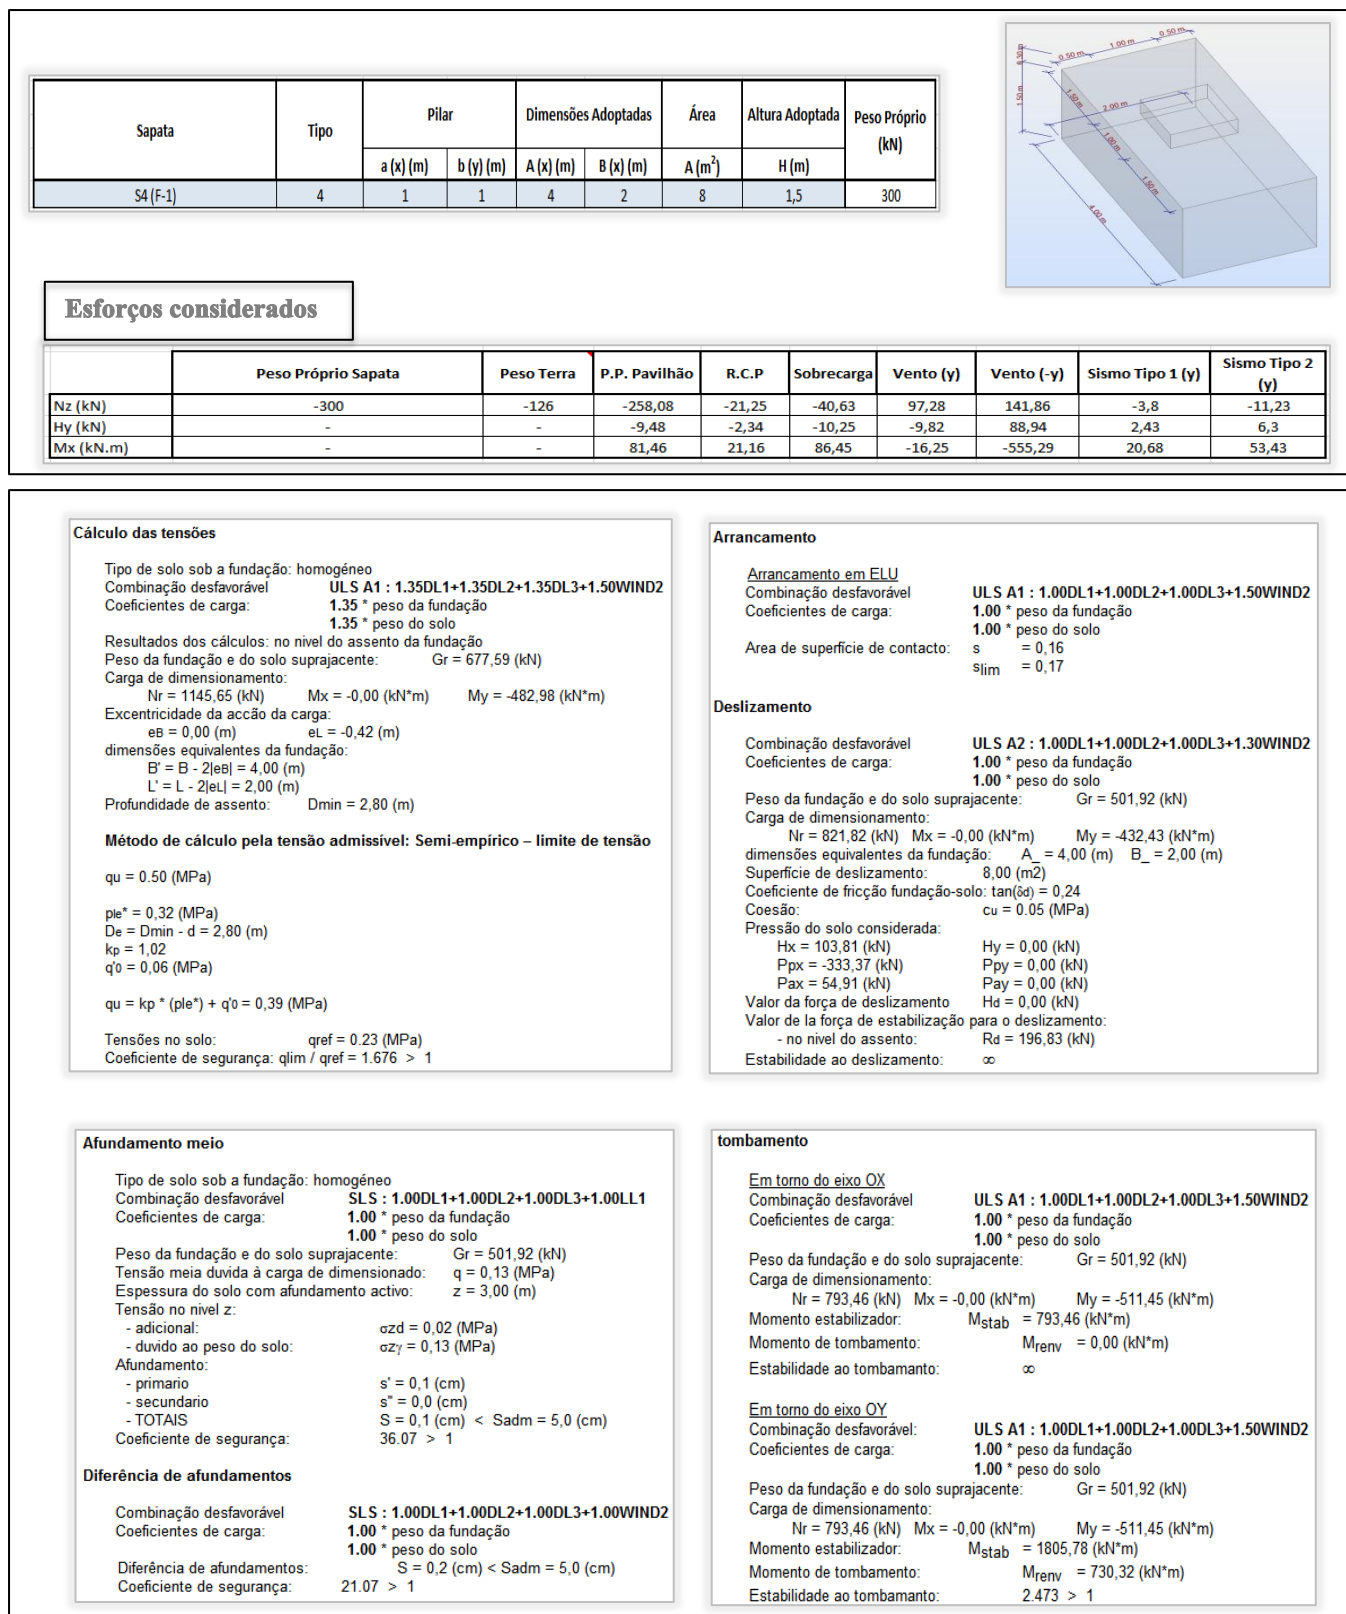 0.50 m
1.00 m
0.50 m
0.30 m
1.50 m
1.50 m
2.00 m
1.00 m
1.50 m
4.00 m
Sapata Tipo Pilar Dimensões Adoptadas Área Altura Adoptada Peso Próprio (kN)
a (x) (m) b (y) (m) A (x) (m) B (x) (m) A (m²) H (m)
S4 (F-1) 4 1 1 4 2 8 1,5 300
Esforços considerados
Peso Próprio Sapata Peso Terra P.P. Pavilhão R.C.P Sobrecarga Vento (y) Vento (-y) Sismo Tipo 1 (y) Sismo Tipo 2 (y)
Nz (kN) -300 -126 -258,08 -21,25 -40,63 97,28 141,86 -3,8 -11,23
Hy (kN) - - -9,48 -2,34 -10,25 -9,82 88,94 2,43 6,3
Mx (kN.m) - - 81,46 21,16 86,45 -16,25 -555,29 20,68 53,43
Cálculo das tensões
Tipo de solo sob a fundação: homogéneo
Combinação desfavorável ULS A1 : 1.35DL1+1.35DL2+1.35DL3+1.50WIND2
Coeficientes de carga: 1.35 * peso da fundação
1.35 * peso do solo
Resultados dos cálculos: no nivel do assento da fundação
Peso da fundação e do solo suprajacente: Gr = 677,59 (kN)
Carga de dimensionamento:
Nr = 1145,65 (kN) Mx = -0,00 (kN*m) My = -482,98 (kN*m)
Excentricidade da acção da carga:
eB = 0,00 (m) eL = -0,42 (m)
dimensões equivalentes da fundação:
B' = B - 2|eB| = 4,00 (m)
L' = L - 2|eL| = 2,00 (m)
Profundidade de assento: Dmin = 2,80 (m)
Método de cálculo pela tensão admissível: Semi-empírico – limite de tensão
qu = 0.50 (MPa)
ple* = 0,32 (MPa)
De = Dmin - d = 2,80 (m)
kp = 1,02
q'0 = 0,06 (MPa)
qu = kp * (ple*) + q'0 = 0,39 (MPa)
Tensões no solo: qref = 0.23 (MPa)
Coeficiente de segurança: qlim / qref = 1.676 > 1
Arrancamento
Arrancamento em ELU
Combinação desfavorável ULS A1 : 1.00DL1+1.00DL2+1.00DL3+1.50WIND2
Coeficientes de carga: 1.00 * peso da fundação
1.00 * peso do solo
Area de superfície de contacto: s = 0,16
slim = 0,17
Deslizamento
Combinação desfavorável ULS A2 : 1.00DL1+1.00DL2+1.00DL3+1.30WIND2
Coeficientes de carga: 1.00 * peso da fundação
1.00 * peso do solo
Peso da fundação e do solo suprajacente: Gr = 501,92 (kN)
Carga de dimensionamento:
Nr = 821,82 (kN) Mx = -0,00 (kN*m) My = -432,43 (kN*m)
dimensões equivalentes da fundação: A_ = 4,00 (m) B_ = 2,00 (m)
Superfície de deslizamento: 8,00 (m2)
Coeficiente de fricção fundação-solo: tan(δd) = 0,24
Coesão: cu = 0.05 (MPa)
Pressão do solo considerada:
Hx = 103,81 (kN) Hy = 0,00 (kN)
Ppx = -333,37 (kN) Ppy = 0,00 (kN)
Pax = 54,91 (kN) Pay = 0,00 (kN)
Valor da força de deslizamento Hd = 0,00 (kN)
Valor de la força de estabilização para o deslizamento:
- no nivel do assento: Rd = 196,83 (kN)
Estabilidade ao deslizamento: ∞
Afundamento meio
Tipo de solo sob a fundação: homogéneo
Combinação desfavorável SLS : 1.00DL1+1.00DL2+1.00DL3+1.00LL1
Coeficientes de carga: 1.00 * peso da fundação
1.00 * peso do solo
Peso da fundação e do solo suprajacente: Gr = 501,92 (kN)
Tensão meia duvida à carga de dimensionado: q = 0,13 (MPa)
Espessura do solo com afundamento activo: z = 3,00 (m)
Tensão no nivel z:
- adicional: σzd = 0,02 (MPa)
- duvido ao peso do solo: σzγ = 0,13 (MPa)
Afundamento:
- primario s' = 0,1 (cm)
- secundario s" = 0,0 (cm)
- TOTAIS S = 0,1 (cm) < Sadm = 5,0 (cm)
Coeficiente de segurança: 36.07 > 1
Diferência de afundamentos
Combinação desfavorável SLS : 1.00DL1+1.00DL2+1.00DL3+1.00WIND2
Coeficientes de carga: 1.00 * peso da fundação
1.00 * peso do solo
Diferência de afundamentos: S = 0,2 (cm) < Sadm = 5,0 (cm)
Coeficiente de segurança: 21.07 > 1
tombamento
Em torno do eixo OX
Combinação desfavorável ULS A1 : 1.00DL1+1.00DL2+1.00DL3+1.50WIND2
Coeficientes de carga: 1.00 * peso da fundação
1.00 * peso do solo
Peso da fundação e do solo suprajacente: Gr = 501,92 (kN)
Carga de dimensionamento:
Nr = 793,46 (kN) Mx = -0,00 (kN*m) My = -511,45 (kN*m)
Momento estabilizador: Mstab = 793,46 (kN*m)
Momento de tombamento: Mrenv = 0,00 (kN*m)
Estabilidade ao tombamanto: ∞
Em torno do eixo OY
Combinação desfavorável: ULS A1 : 1.00DL1+1.00DL2+1.00DL3+1.50WIND2
Coeficientes de carga: 1.00 * peso da fundação
1.00 * peso do solo
Peso da fundação e do solo suprajacente: Gr = 501,92 (kN)
Carga de dimensionamento:
Nr = 793,46 (kN) Mx = -0,00 (kN*m) My = -511,45 (kN*m)
Momento estabilizador: Mstab = 1805,78 (kN*m)
Momento de tombamento: Mrenv = 730,32 (kN*m)
Estabilidade ao tombamanto: 2.473 > 1